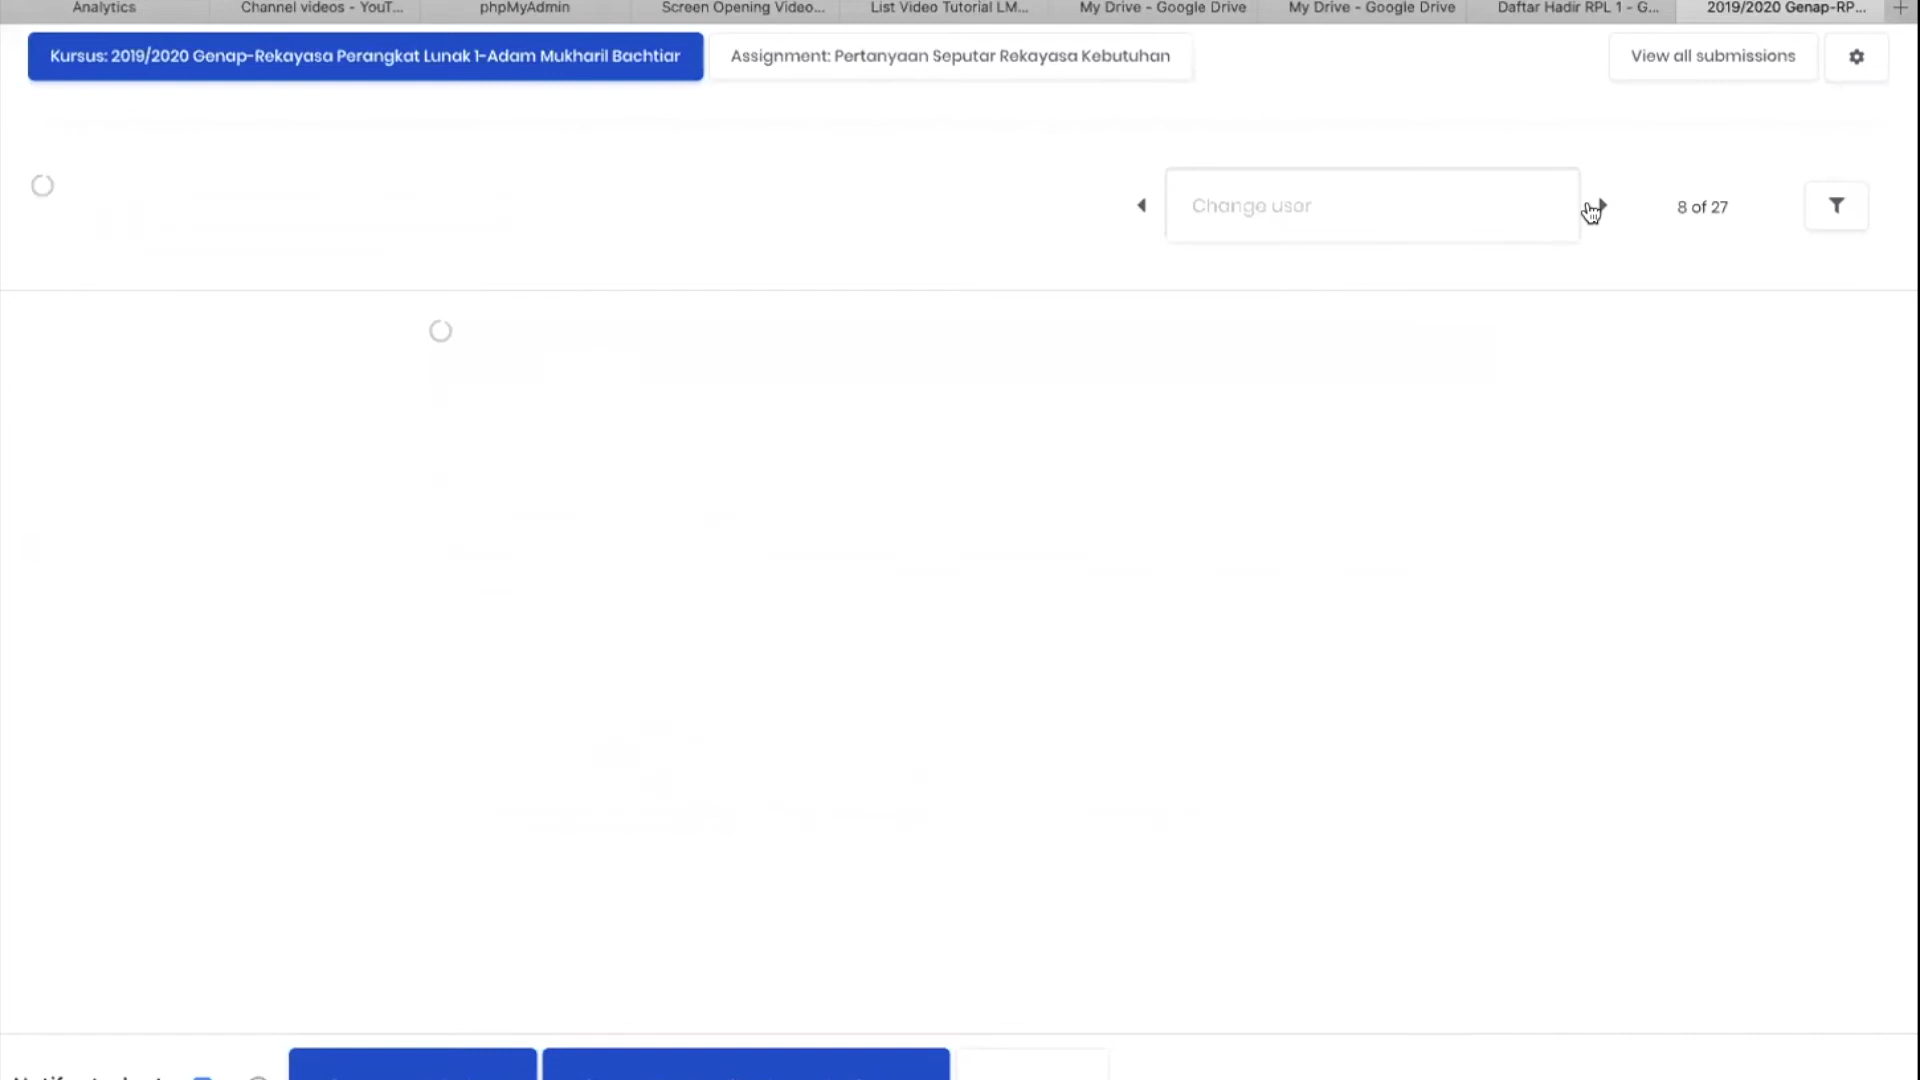 Analytics
Channel videos - YouT...
phpMyAdmin
Screen Opening Video...
List Video Tutorial LM...
My Drive - Google Drive
My Drive - Google Drive
Daftar Hadir RPL 1 - G...
2019/2020 Genap-RP...
Kursus: 2019/2020 Genap-Rekayasa Perangkat Lunak 1-Adam Mukharil Bachtiar
Assignment: Pertanyaan Seputar Rekayasa Kebutuhan
View all submissions
Change user
8 of 27